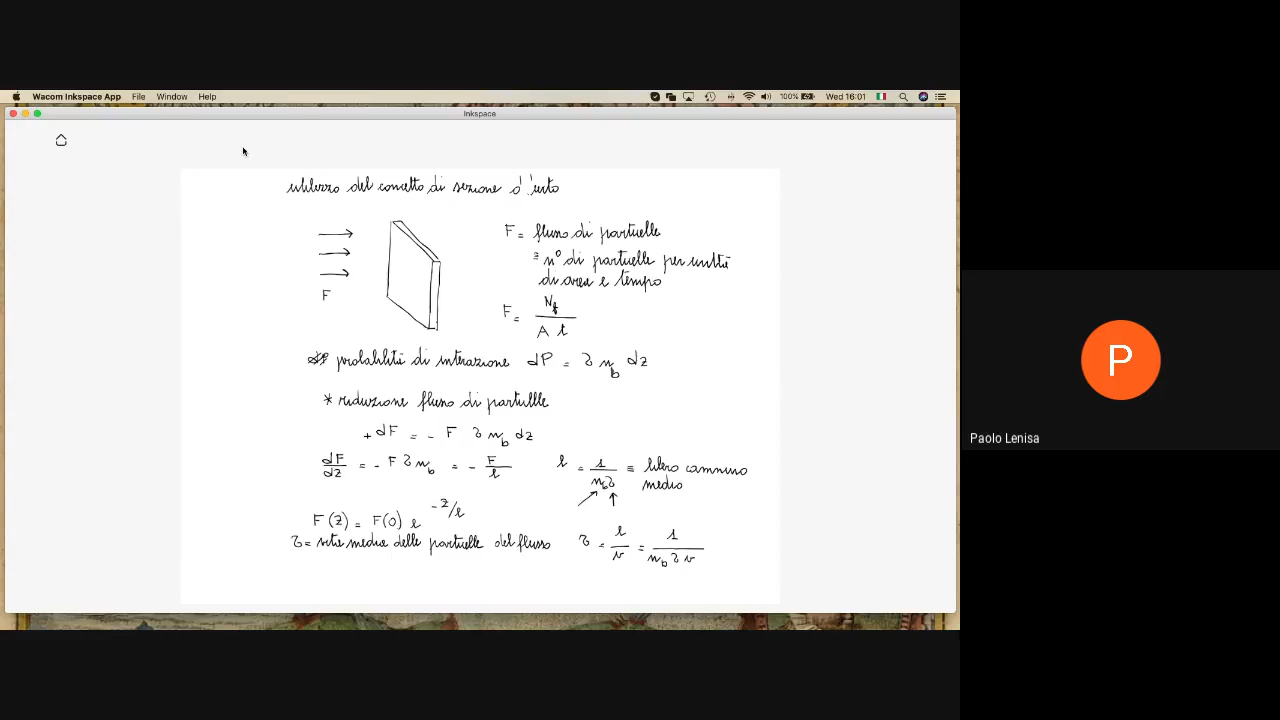 Wacom Inkspace App File Window Help 100% Wed 16:01
Inkspace
utilizzo del concetto di sezione d'urto
F = flusso di particelle
≡ n° di particelle per unità
di area e tempo
F
F = N_f / A t
probabilità di interazione dP = σ n_b dz
* riduzione flusso di particelle
+ dF = - F σ n_b dz
dF/dz = - F σ n_b = - F/l l = 1/(n_b σ) ≡ libero cammino
medio
F(z) = F(0) e^{-z/l}
τ = vita media delle particelle del flusso τ = l/v = 1/(n_b σ v)
P
Paolo Lenisa